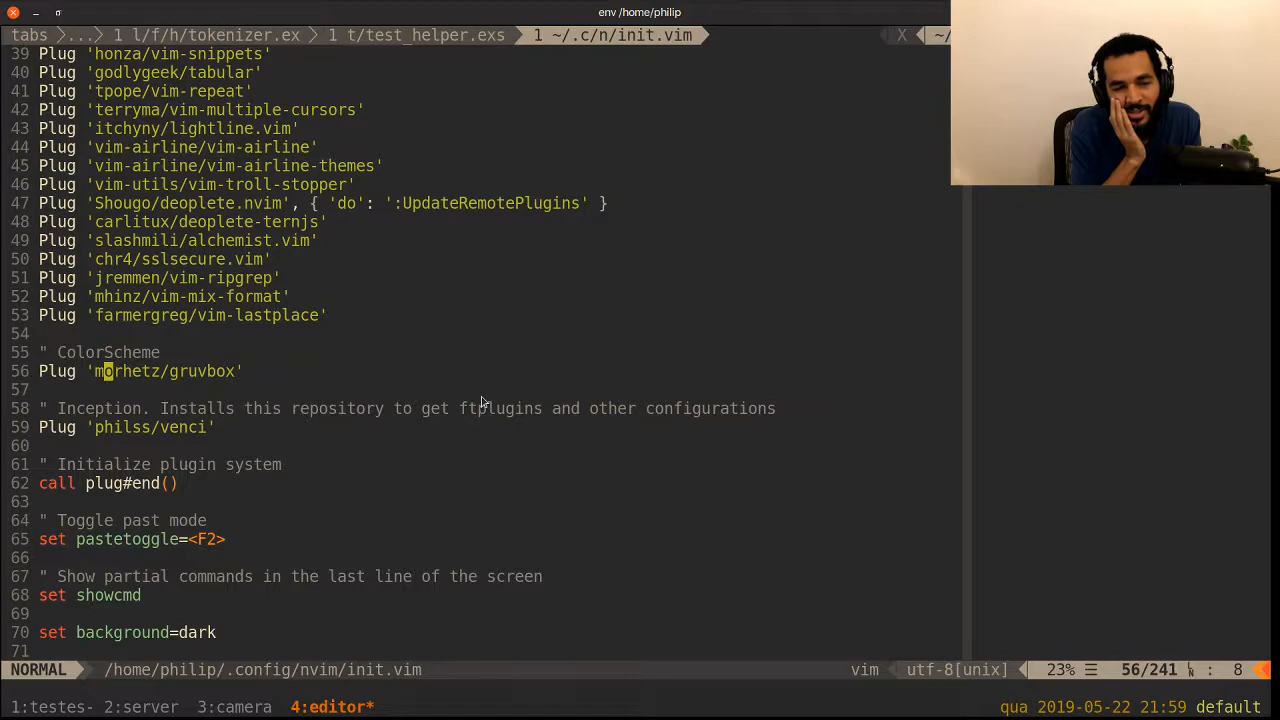 env /home/philip
tabs ... 1 l/f/h/tokenizer.ex 1 t/test_helper.exs 1 ~/.c/n/init.vim X ~/
39 Plug 'honza/vim-snippets'
40 Plug 'godlygeek/tabular'
41 Plug 'tpope/vim-repeat'
42 Plug 'terryma/vim-multiple-cursors'
43 Plug 'itchyny/lightline.vim'
44 Plug 'vim-airline/vim-airline'
45 Plug 'vim-airline/vim-airline-themes'
46 Plug 'vim-utils/vim-troll-stopper'
47 Plug 'Shougo/deoplete.nvim', { 'do': ':UpdateRemotePlugins' }
48 Plug 'carlitux/deoplete-ternjs'
49 Plug 'slashmili/alchemist.vim'
50 Plug 'chr4/sslsecure.vim'
51 Plug 'jremmen/vim-ripgrep'
52 Plug 'mhinz/vim-mix-format'
53 Plug 'farmergreg/vim-lastplace'
54
55 " ColorScheme
56 Plug 'morhetz/gruvbox'
57
58 " Inception. Installs this repository to get ftplugins and other configurations
59 Plug 'philss/venci'
60
61 " Initialize plugin system
62 call plug#end()
63
64 " Toggle past mode
65 set pastetoggle=<F2>
66
67 " Show partial commands in the last line of the screen
68 set showcmd
69
70 set background=dark
71
NORMAL /home/philip/.config/nvim/init.vim vim utf-8[unix] 23% ☰ 56/241 : 8
1:testes- 2:server 3:camera 4:editor* qua 2019-05-22 21:59 default